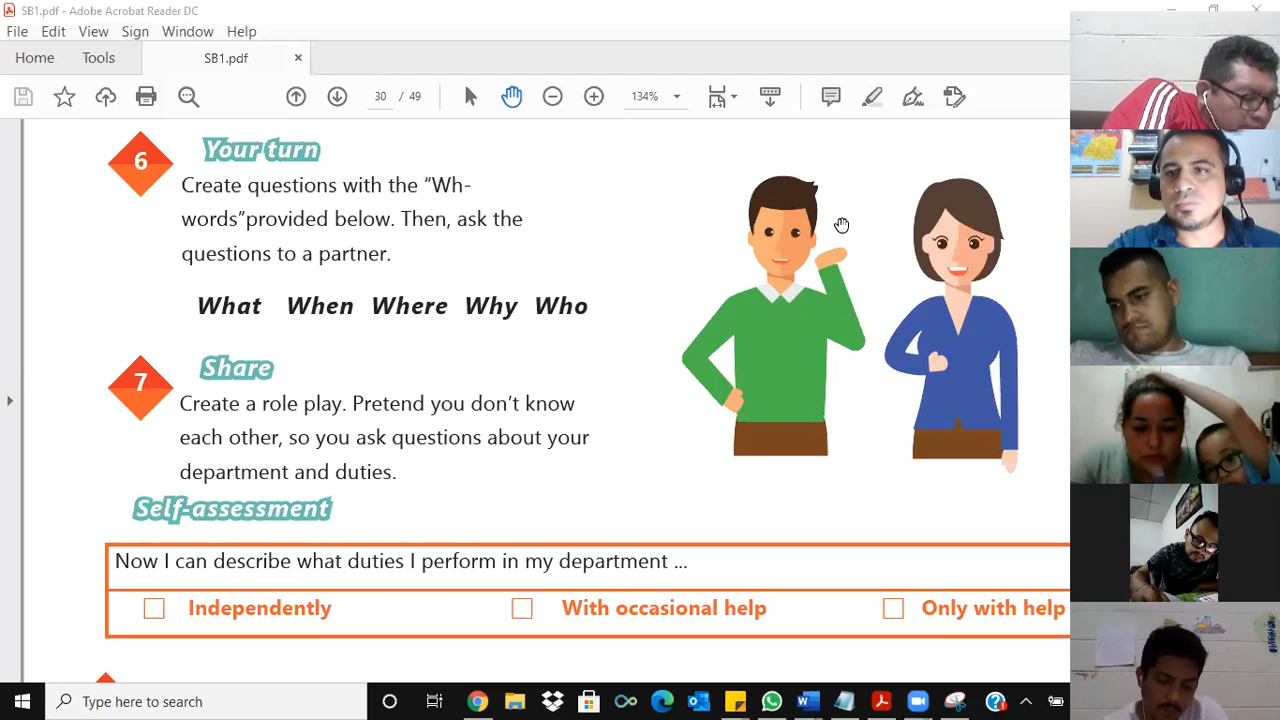 SB1.pdf - Adobe Acrobat Reader DC
File Edit View Sign Window Help
Home Tools SB1.pdf
30 / 49 134%
6 Your turn
Create questions with the “Wh-
words”provided below. Then, ask the
questions to a partner.
What When Where Why Who
7 Share
Create a role play. Pretend you don’t know
each other, so you ask questions about your
department and duties.
Self-assessment
Now I can describe what duties I perform in my department ...
Independently With occasional help Only with help
Type here to search